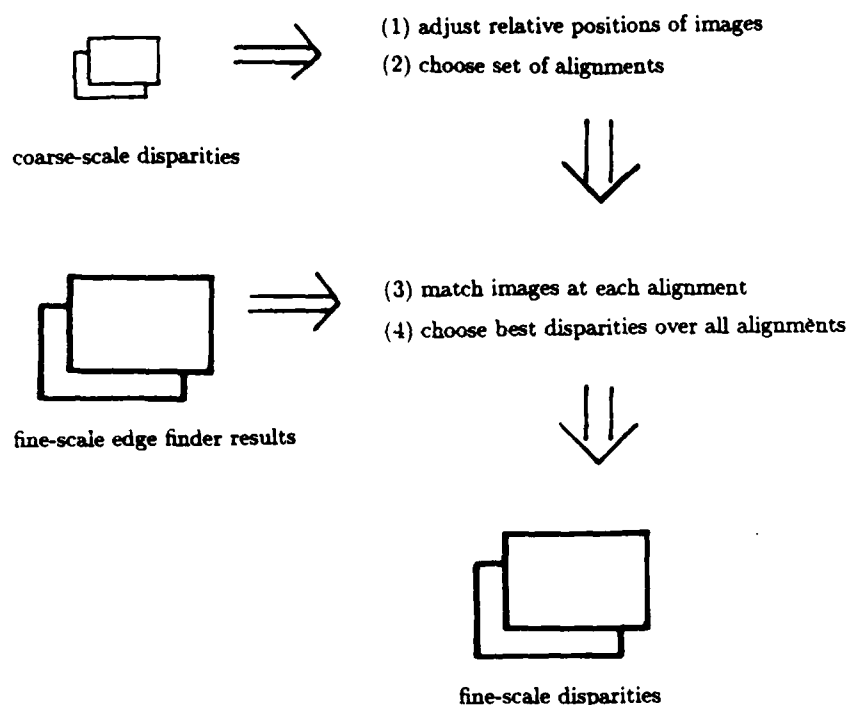 (1) adjust relative positions of images
(2) choose set of alignments
coarse-scale disparities
(3) match images at each alignment
(4) choose best disparities over all alignments
fine-scale edge finder results
fine-scale disparities